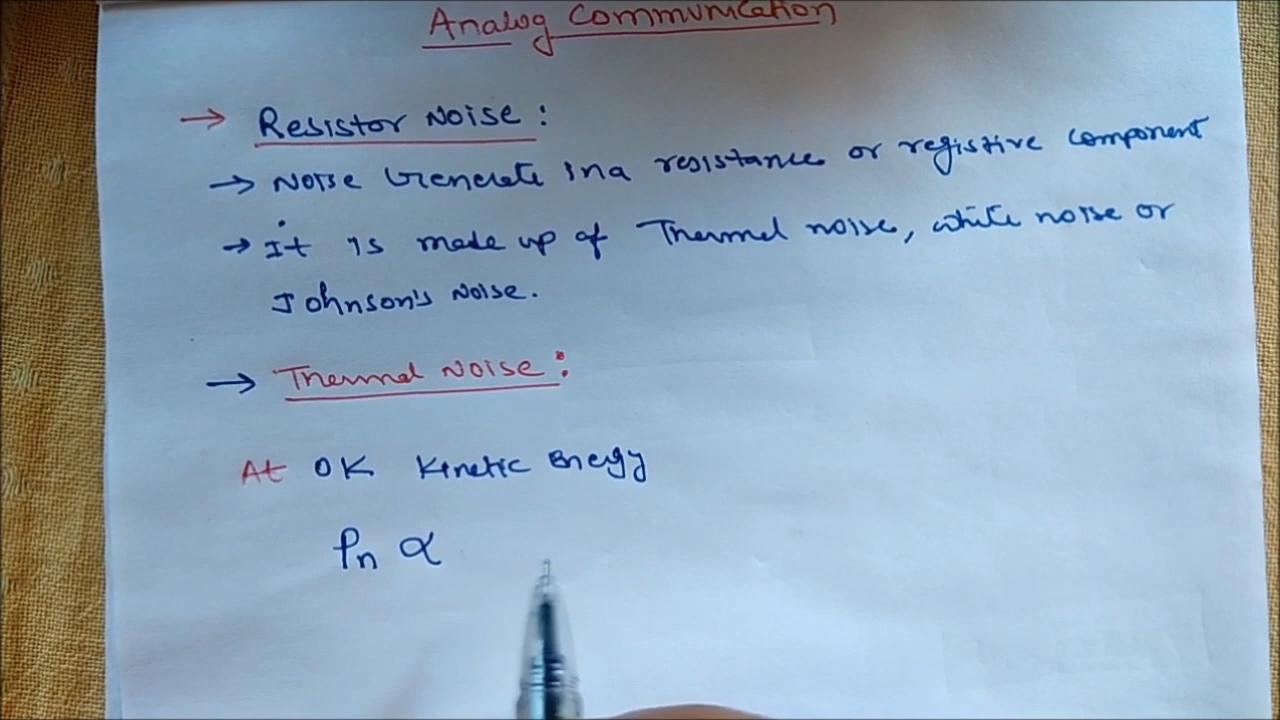 Analog Communication
→ Resistor Noise :
→ Noise Generate in a resistance or registive component
→ It is made up of Thermal noise, white noise or
Johnson's Noise.
→ Thermal Noise :
At 0K Kinetic Energy
Pn ∝